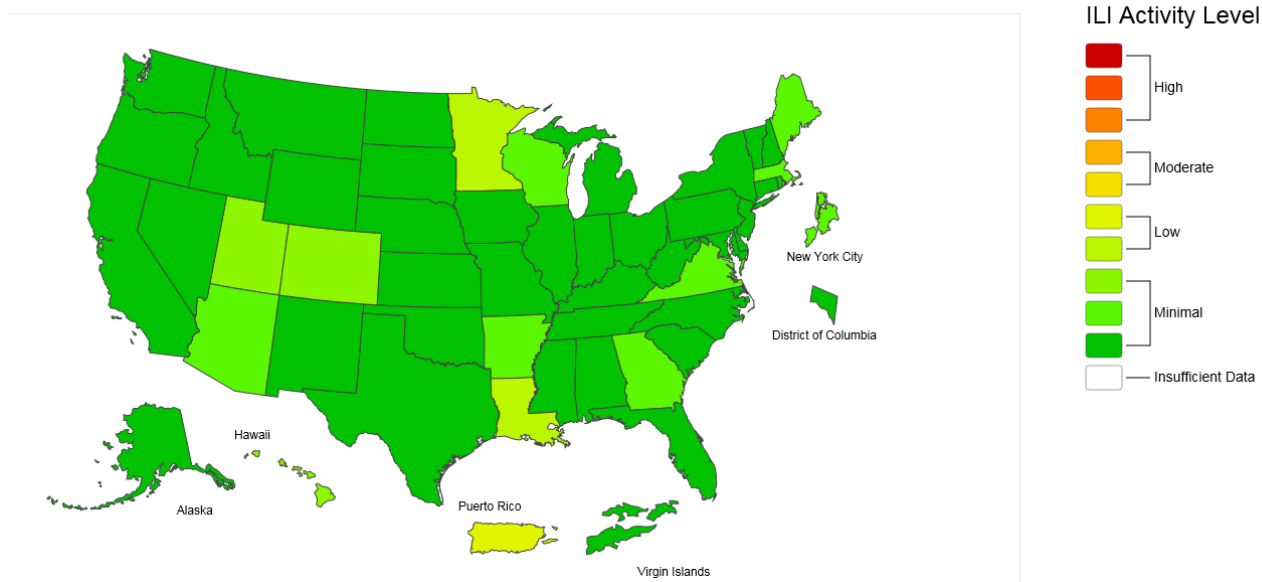 ILI Activity Level
High
Moderate
Low
New York City
Minimal
District of Columbia
Insufficient Data
Hawaii
Puerto Rico
Alaska
Virgin Islands